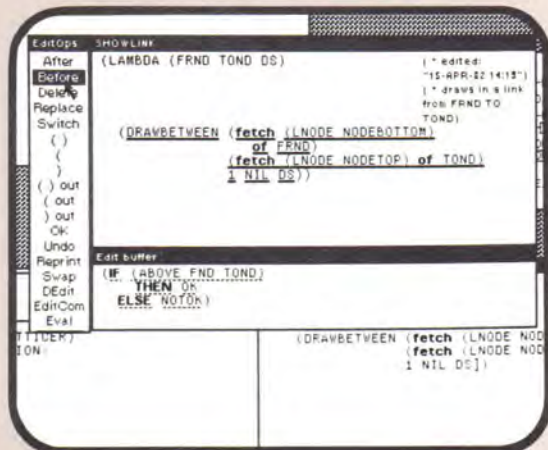 EditOps
After
Before
Delete
Replace
Switch
( )
(
)
( ) out
( out
) out
OK
Undo
Reprint
Swap
DEdit
EditCom
Eval
SHOWLINK
(LAMBDA (FRND TOND DS)
( * edited:
"15-APR-82 14:13")
( * draws in a link
from FRND TO
TOND)
(DRAWBETWEEN (fetch (LNODE NODEBOTTOM)
of FRND)
(fetch (LNODE NODETOP) of TOND)
1 NIL DS))
Edit buffer
(IF (ABOVE FND TOND)
THEN OK
ELSE NOTOK)
ION:
(DRAWBETWEEN (fetch (LNODE NOD
(fetch (LNODE NOD
1 NIL DS])